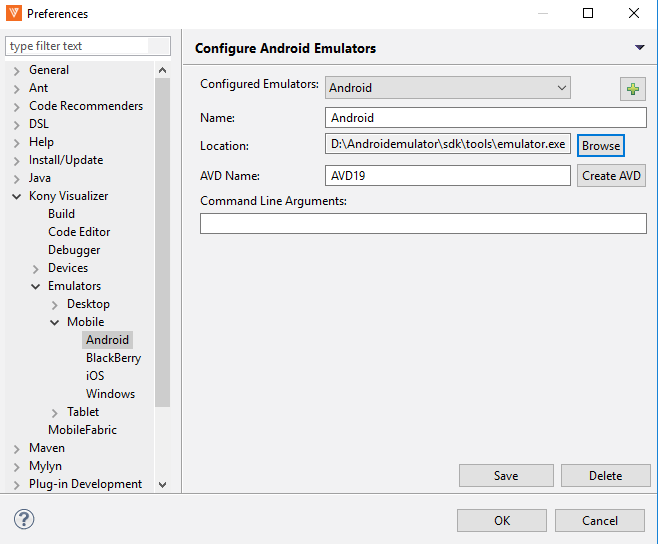 Preferences
type filter text
General
Ant
Code Recommenders
DSL
Help
Install/Update
Java
Kony Visualizer
Build
Code Editor
Debugger
Devices
Emulators
Desktop
Mobile
Android
BlackBerry
iOS
Windows
Tablet
MobileFabric
Maven
Mylyn
Plug-in Development
Configure Android Emulators
Configured Emulators: Android
Name: Android
Location: D:\Androidemulator\sdk\tools\emulator.exe Browse
AVD Name: AVD19 Create AVD
Command Line Arguments:
Save Delete
OK Cancel